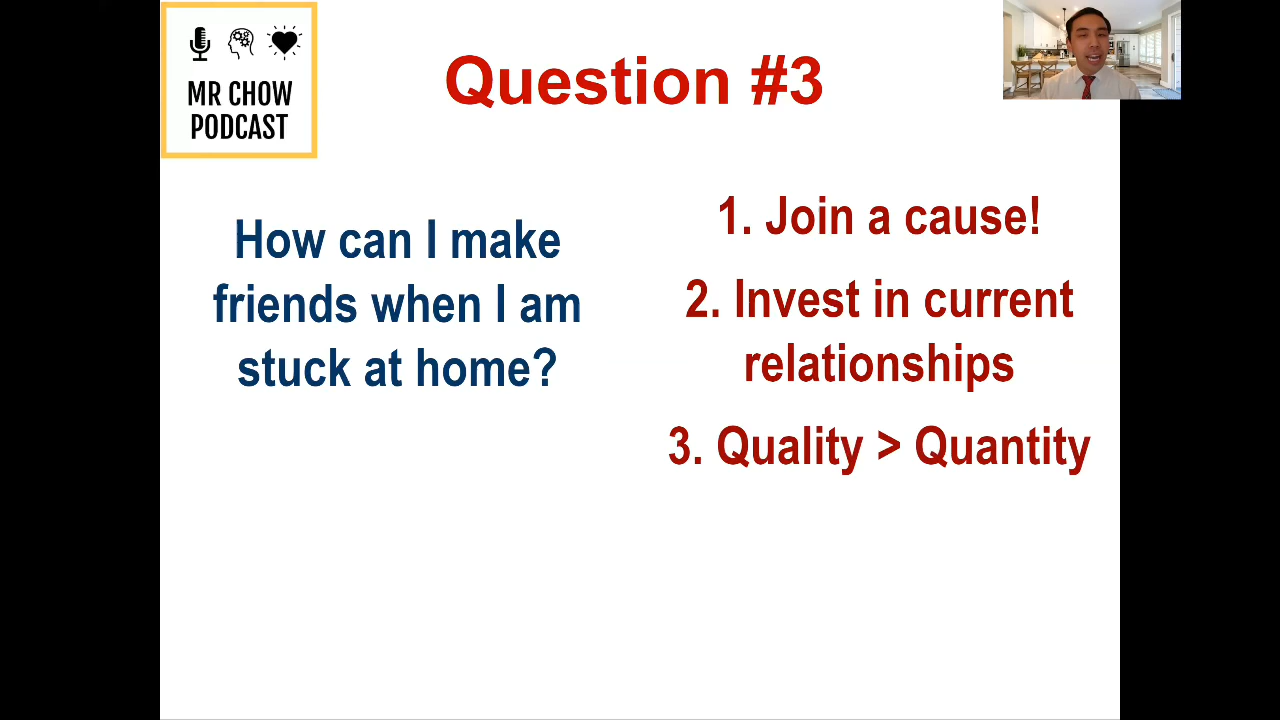 MR CHOW
PODCAST
Question #3
How can I make
friends when I am
stuck at home?
1. Join a cause!
2. Invest in current
relationships
3. Quality > Quantity